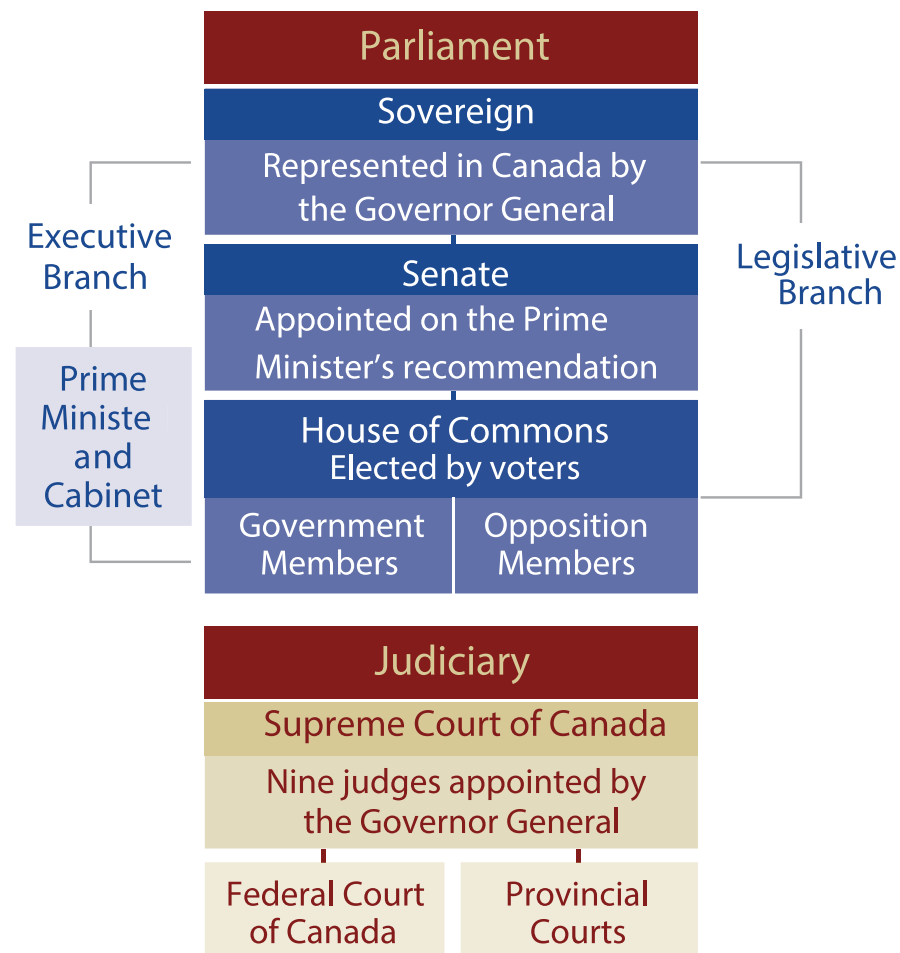 Parliament
Sovereign
Represented in Canada by
the Governor General
Executive
Branch
Legislative
Branch
Senate
Appointed on the Prime
Minister's recommendation
Prime
Ministe
and
Cabinet
House of Commons
Elected by voters
Government
Members
Opposition
Members
Judiciary
Supreme Court of Canada
Nine judges appointed by
the Governor General
Federal Court
of Canada
Provincial
Courts